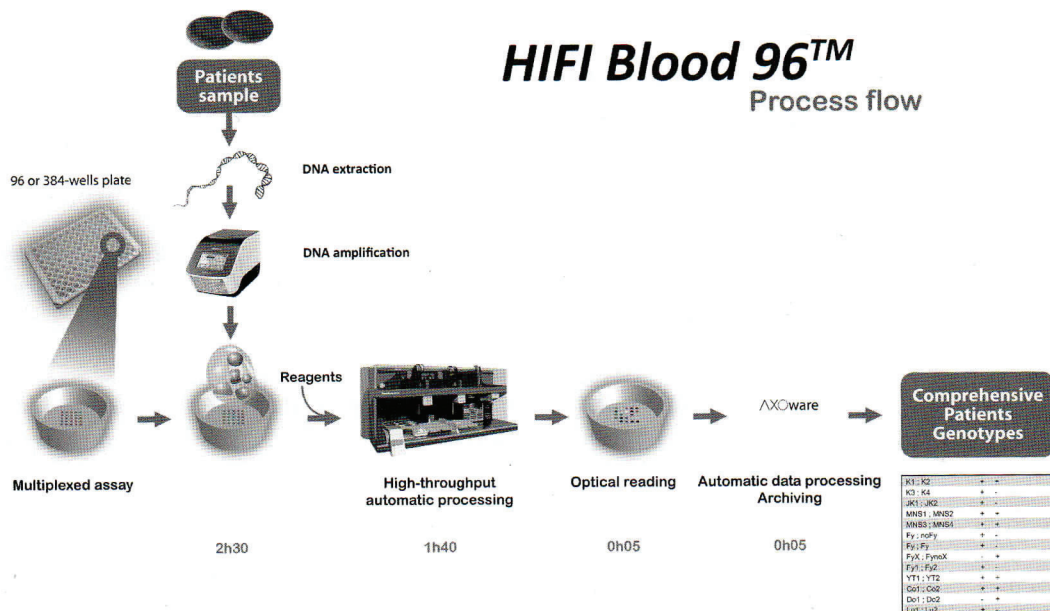 HIFI Blood 96™
Process flow
Patients
sample
DNA extraction
96 or 384-wells plate
DNA amplification
Reagents
AXOware
Comprehensive
Patients
Genotypes
Multiplexed assay
High-throughput
automatic processing
Optical reading
Automatic data processing
Archiving
2h30
1h40
0h05
0h05
K1 ; K2 + +
K3 ; K4 + -
JK1 ; JK2 + -
MNS1 ; MNS2 + +
MNS3 ; MNS4 + +
Fy ; noFy + -
Fy ; Fy + -
FyX ; FynoX - +
Fy1 ; Fy2 + -
YT1 ; YT2 + +
Co1 ; Co2 + +
Do1 ; Do2 - +
Lu1 ; Lu2 + -